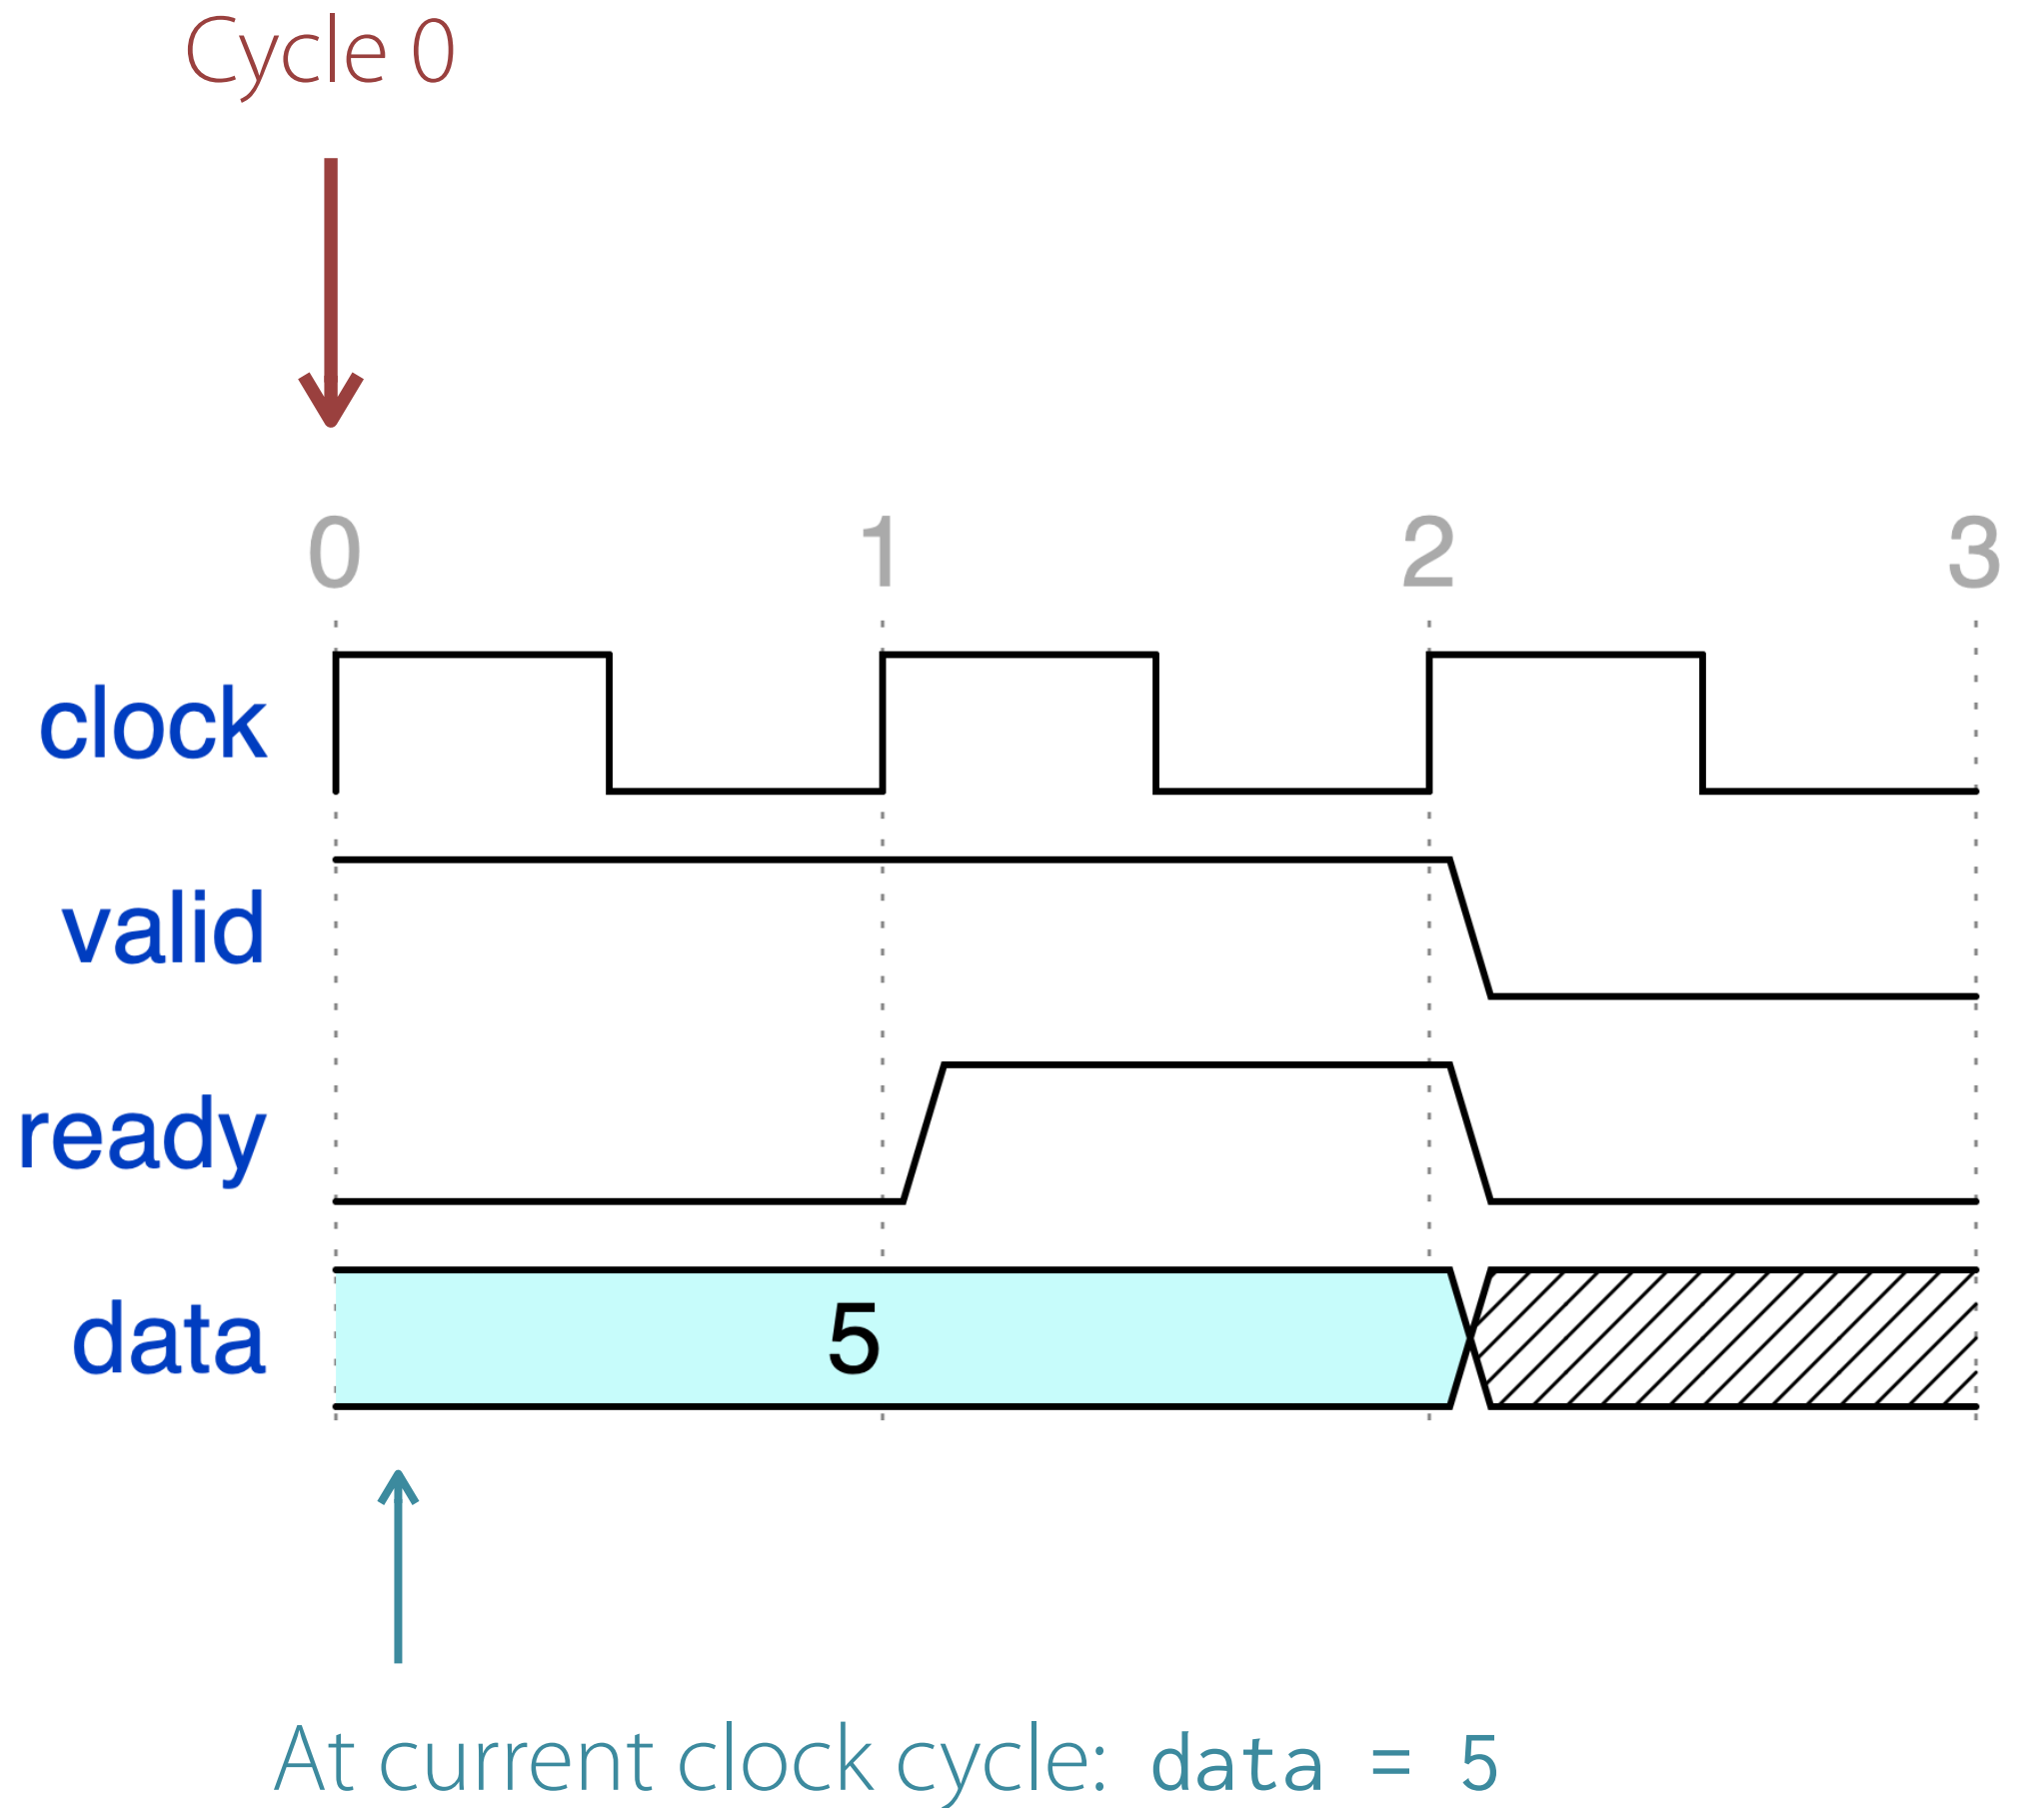 Cycle 0
0 1 2 3
clock
valid
ready
data 5
At current clock cycle: data = 5